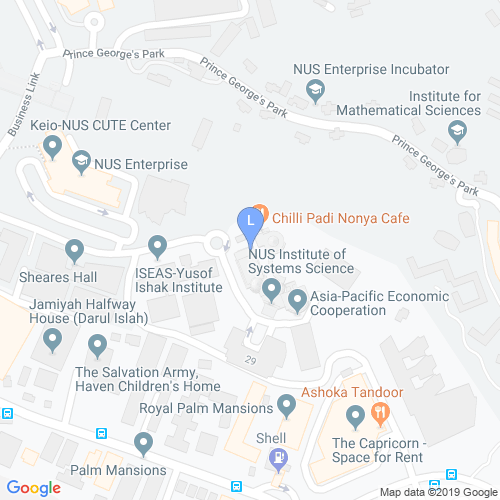 Prince George's Park
Prince George's Park
NUS Enterprise Incubator
Business Link
Institute for
Mathematical Sciences
Keio-NUS CUTE Center
Prince George's Park
NUS Enterprise
L
Chilli Padi Nonya Cafe
NUS Institute of
Systems Science
ISEAS-Yusof
Ishak Institute
Sheares Hall
Asia-Pacific Economic
Cooperation
Jamiyah Halfway
House (Darul Islah)
29
The Salvation Army,
Haven Children's Home
Ashoka Tandoor
Royal Palm Mansions
Shell
The Capricorn -
Space for Rent
Palm Mansions
Google
Map data ©2019 Google